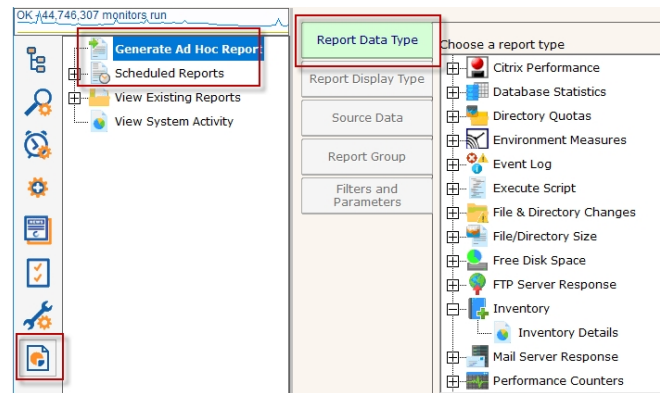 OK /44,746,307 monitors run
Generate Ad Hoc Report
Scheduled Reports
View Existing Reports
View System Activity
Report Data Type
Report Display Type
Source Data
Report Group
Filters and
Parameters
Choose a report type
Citrix Performance
Database Statistics
Directory Quotas
Environment Measures
Event Log
Execute Script
File & Directory Changes
File/Directory Size
Free Disk Space
FTP Server Response
Inventory
Inventory Details
Mail Server Response
Performance Counters